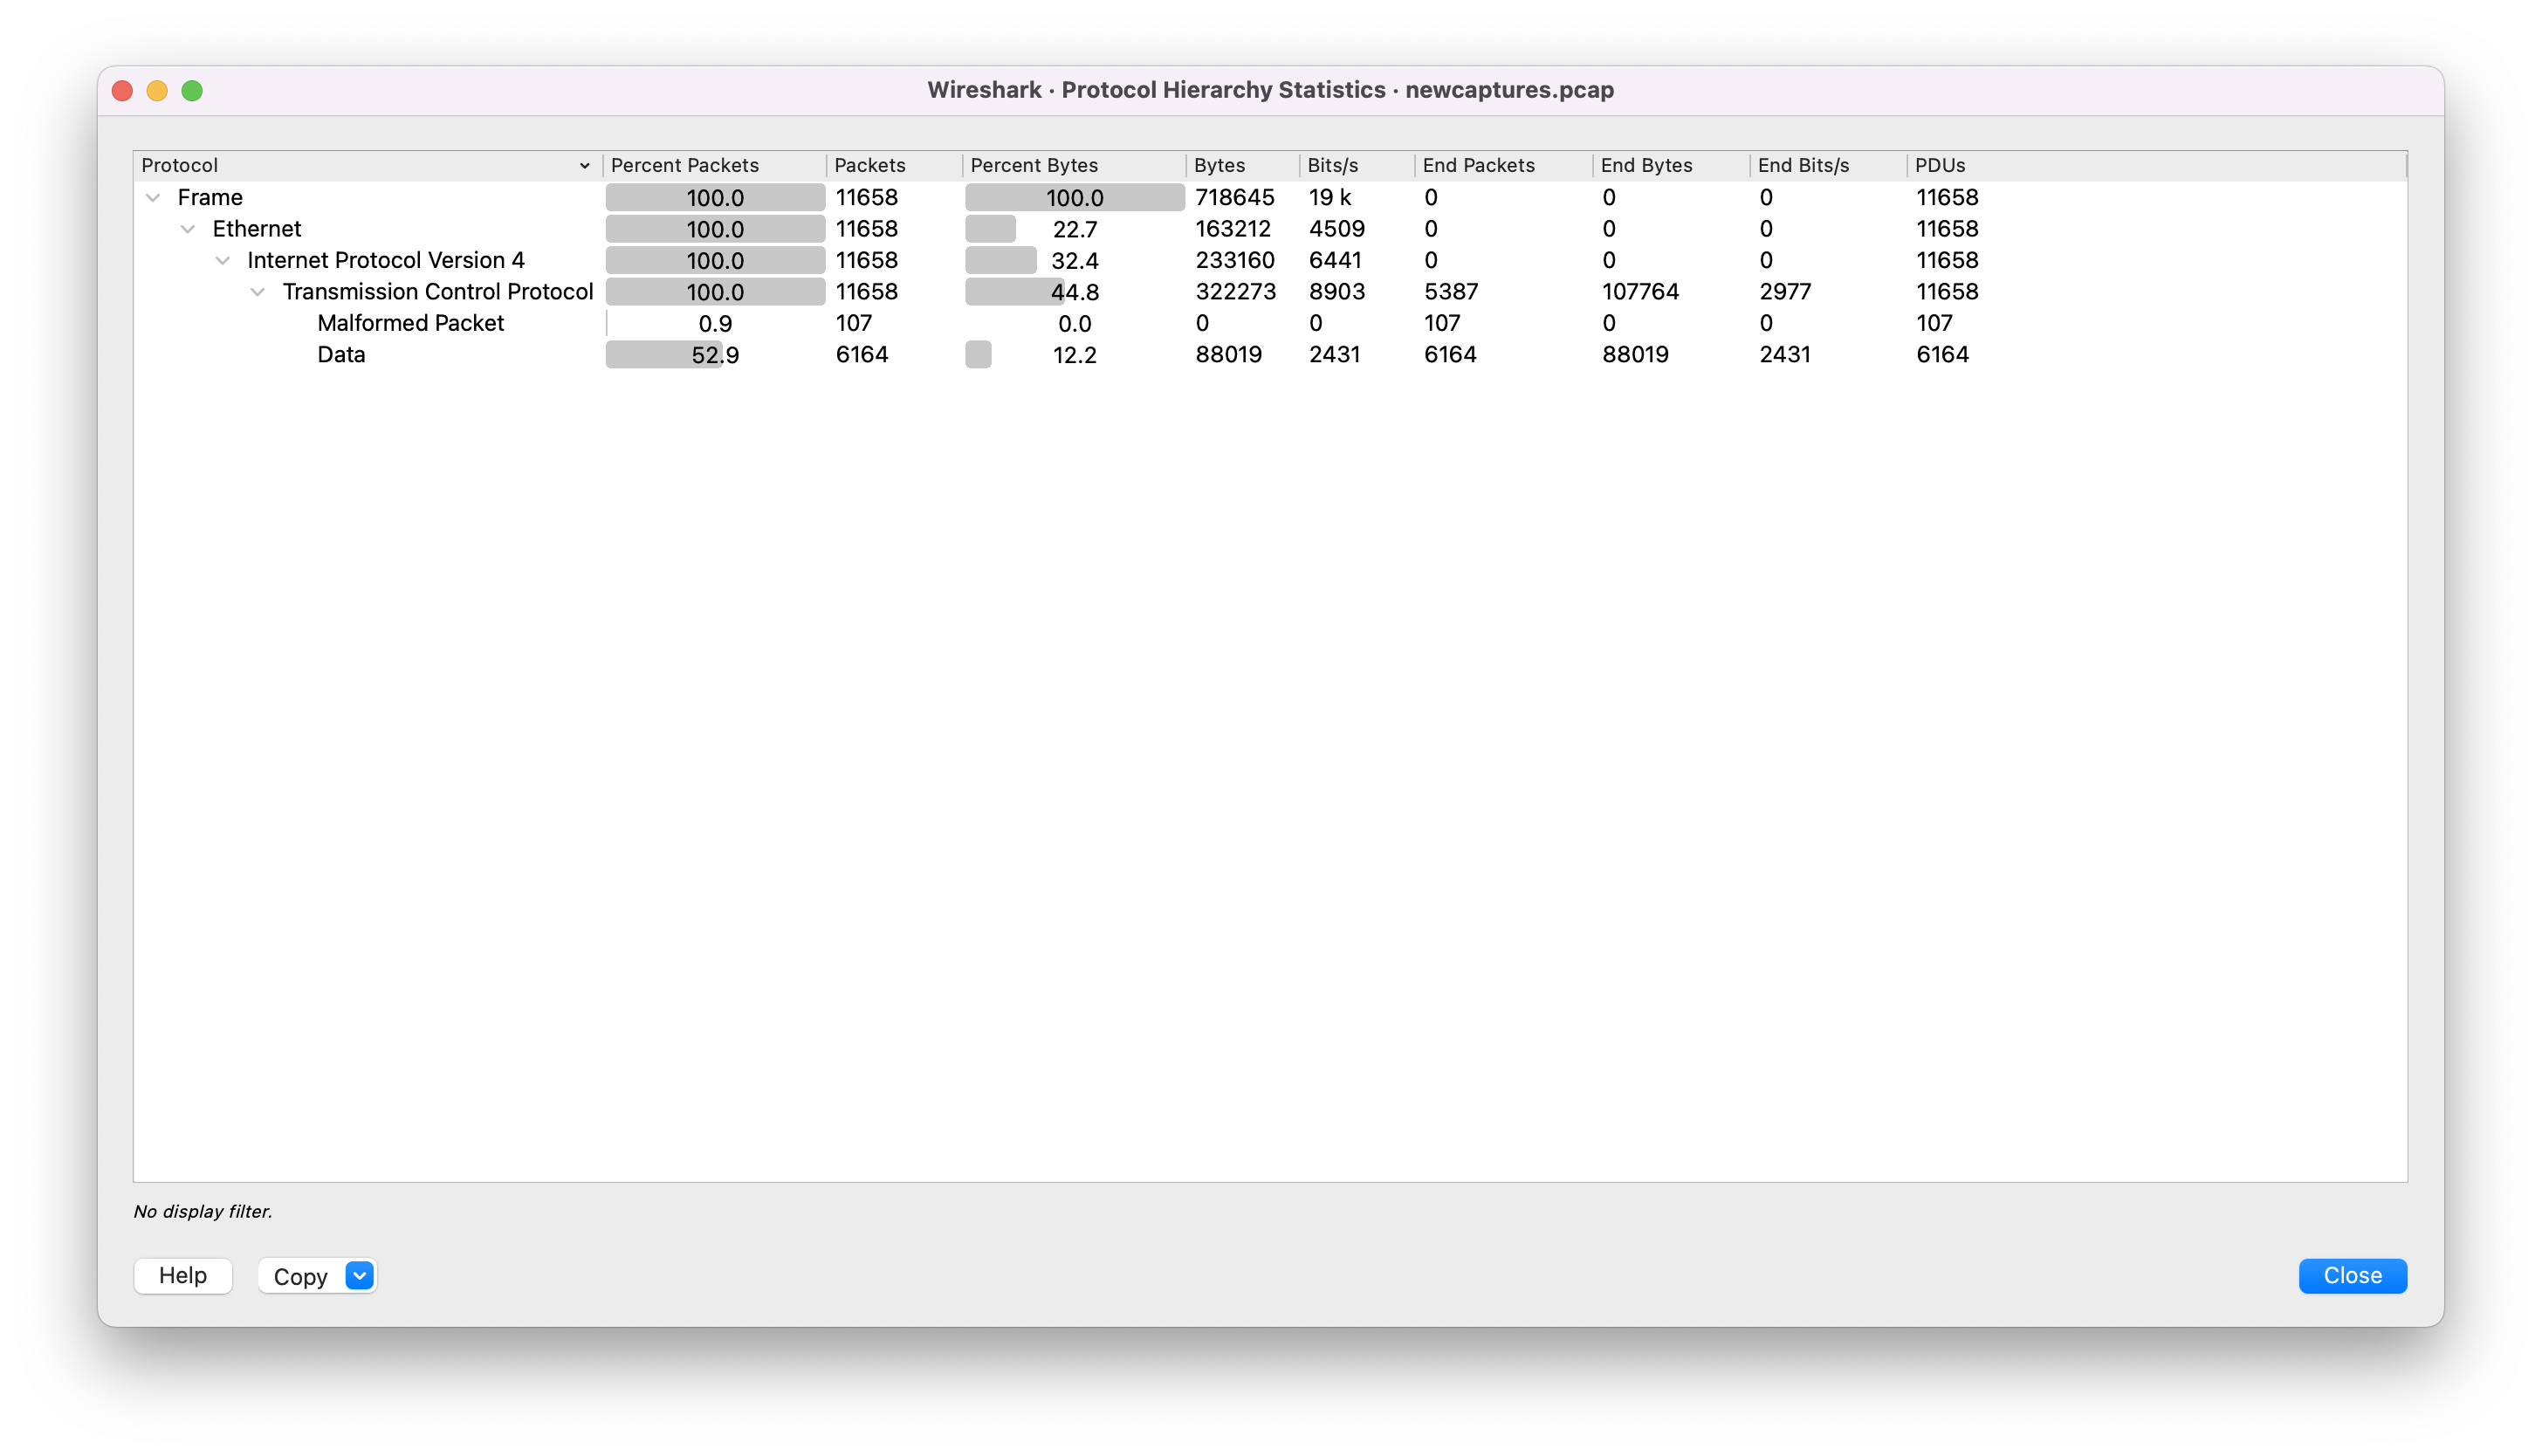 Wireshark · Protocol Hierarchy Statistics · newcaptures.pcap
Protocol Percent Packets Packets Percent Bytes Bytes Bits/s End Packets End Bytes End Bits/s PDUs
Frame 100.0 11658 100.0 718645 19 k 0 0 0 11658
Ethernet 100.0 11658 22.7 163212 4509 0 0 0 11658
Internet Protocol Version 4 100.0 11658 32.4 233160 6441 0 0 0 11658
Transmission Control Protocol 100.0 11658 44.8 322273 8903 5387 107764 2977 11658
Malformed Packet 0.9 107 0.0 0 0 107 0 0 107
Data 52.9 6164 12.2 88019 2431 6164 88019 2431 6164
No display filter.
Help Copy Close